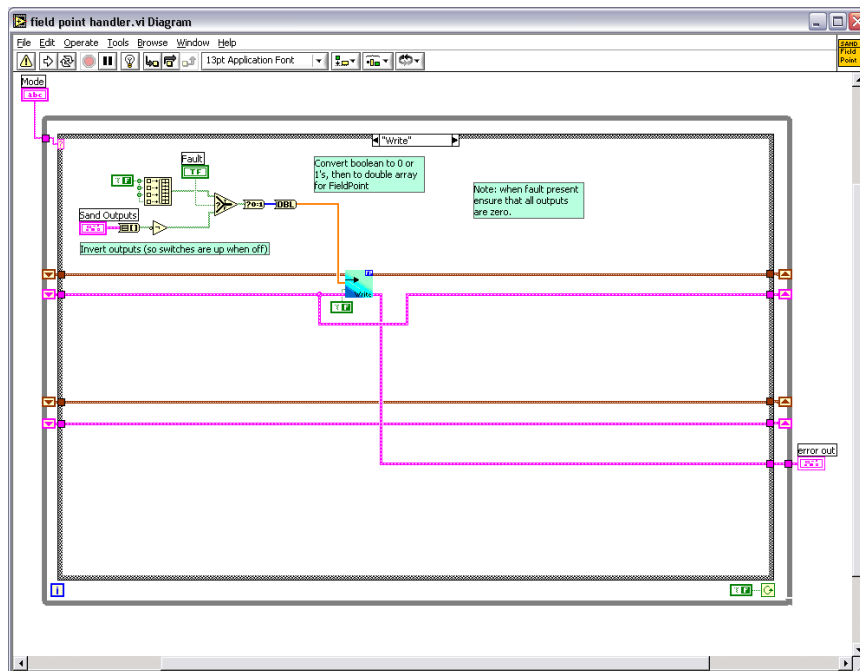 field point handler.vi Diagram
File Edit Operate Tools Browse Window Help
13pt Application Font
SAND
Field
Point
Mode
abc
"Write"
Fault
TF
Convert boolean to 0 or
1's, then to double array
for FieldPoint
Note: when fault present
ensure that all outputs
are zero.
T F
?0:1
DBL
Sand Outputs
Invert outputs (so switches are up when off)
Write
T F
error out
i
T F